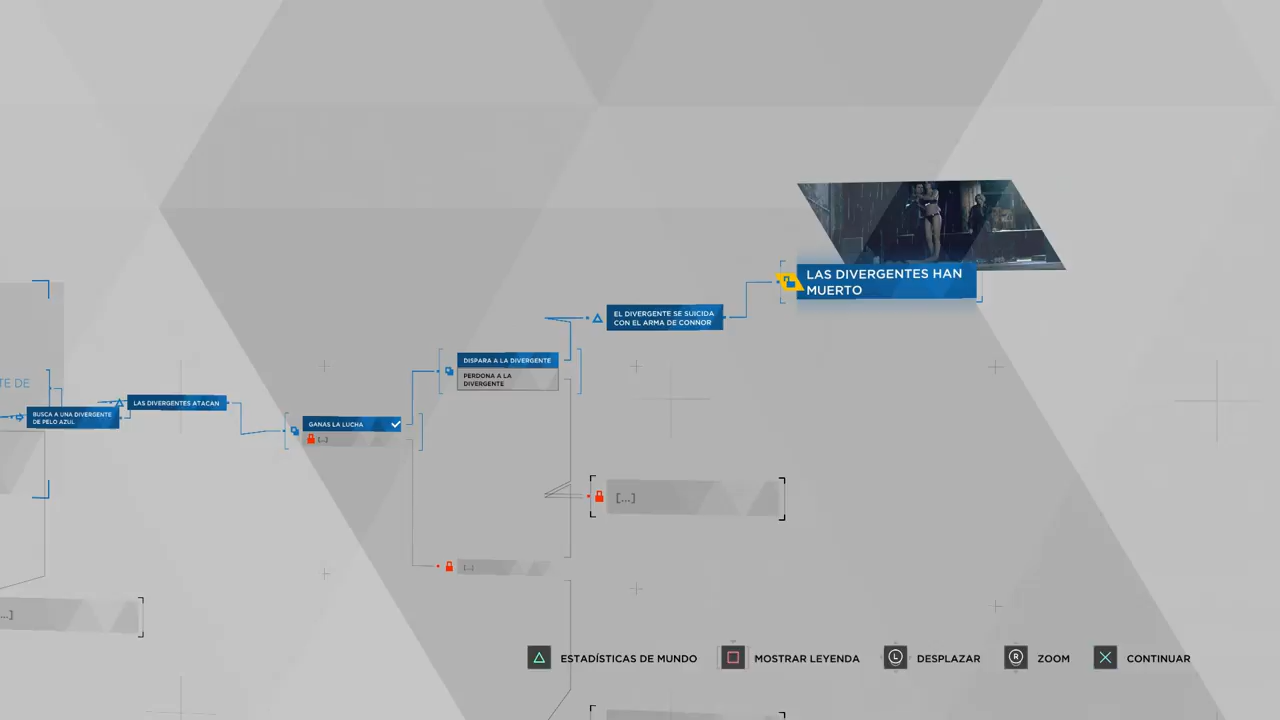 LAS DIVERGENTES HAN
MUERTO
EL DIVERGENTE SE SUICIDA
CON EL ARMA DE CONNOR
DISPARA A LA DIVERGENTE
PERDONA A LA
DIVERGENTE
TE DE
BUSCA A UNA DIVERGENTE
DE PELO AZUL
LAS DIVERGENTES ATACAN
GANAS LA LUCHA
[...]
[...]
[...]
...]
ESTADÍSTICAS DE MUNDO
MOSTRAR LEYENDA
L
DESPLAZAR
R
ZOOM
CONTINUAR